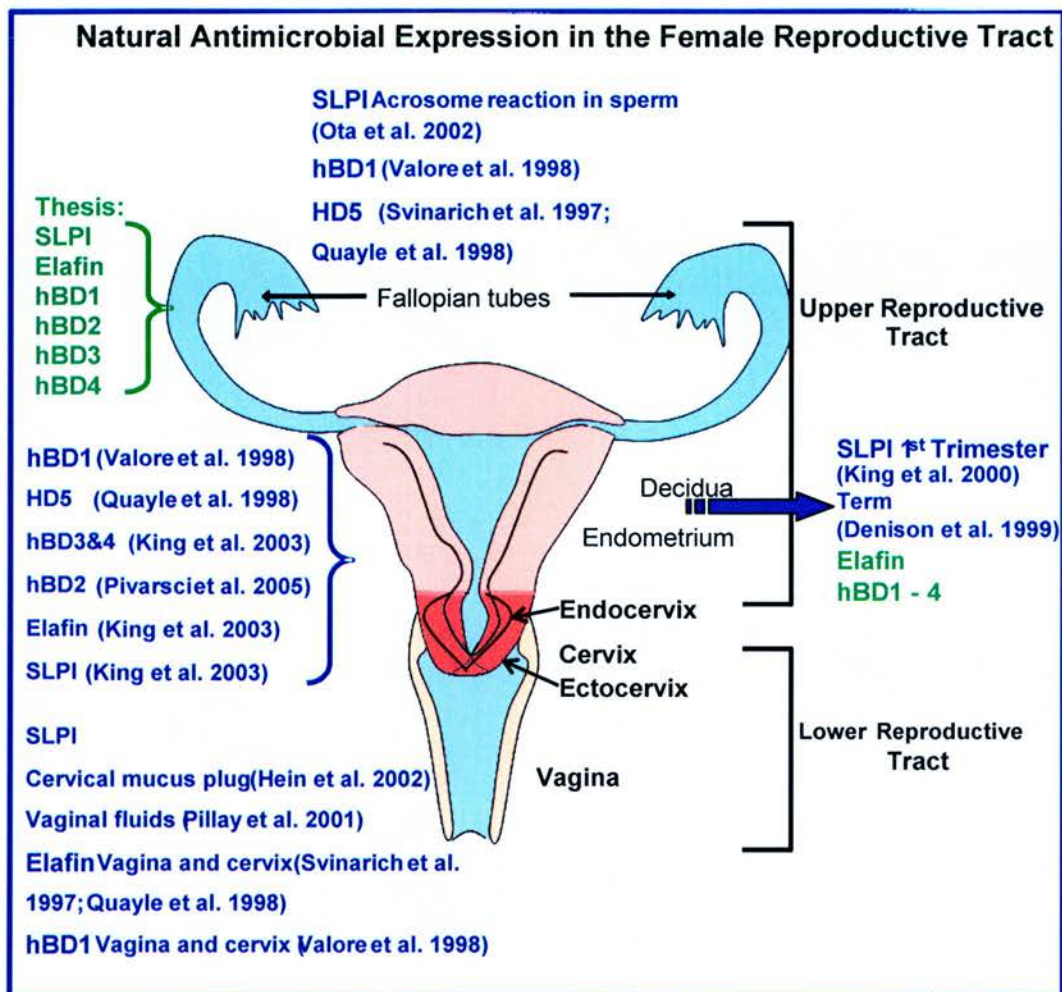 Natural Antimicrobial Expression in the Female Reproductive Tract
SLPI Acrosome reaction in sperm
(Ota et al. 2002)
hBD1 (Valore et al. 1998)
HD5 (Svinarich et al. 1997;
Quayle et al. 1998)
Thesis:
SLPI
Elafin
hBD1
hBD2
hBD3
hBD4
Fallopian tubes
Upper Reproductive
Tract
hBD1 (Valore et al. 1998)
HD5 (Quayle et al. 1998)
hBD3&4 (King et al. 2003)
hBD2 (Pivarsci et al. 2005)
Elafin (King et al. 2003)
SLPI (King et al. 2003)
Decidua
Endometrium
SLPI 1st Trimester
(King et al. 2000)
Term
(Denison et al. 1999)
Elafin
hBD1 - 4
Endocervix
Cervix
Ectocervix
Vagina
Lower Reproductive
Tract
SLPI
Cervical mucus plug(Hein et al. 2002)
Vaginal fluids (Pillay et al. 2001)
Elafin Vagina and cervix(Svinarich et al.
1997;Quayle et al. 1998)
hBD1 Vagina and cervix (Valore et al. 1998)